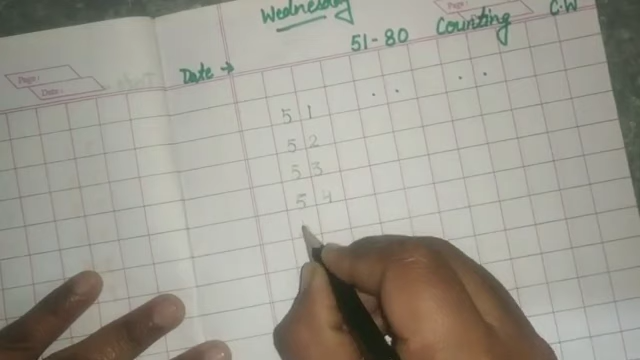 Wednesday
Page:
Date:
Page:
C.W
51-80 Counting
Date →
5 1
5 2
5 3
5 4